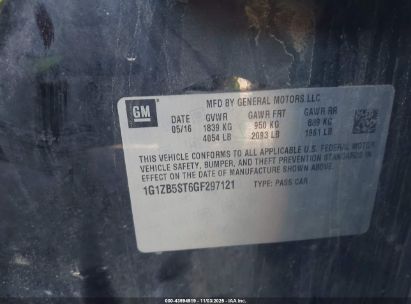 GM
MFD BY GENERAL MOTORS LLC
DATE GVWR GAWR FRT GAWR RR
05/16 1839 KG 950 KG 889 KG
4054 LB 2093 LB 1961 LB
THIS VEHICLE CONFORMS TO ALL APPLICABLE U.S. FEDERAL MOTOR
VEHICLE SAFETY, BUMPER, AND THEFT PREVENTION STANDARDS IN
EFFECT ON THE DATE OF MANUFACTURE SHOWN ABOVE.
1G1ZB5ST6GF297121 TYPE: PASS CAR